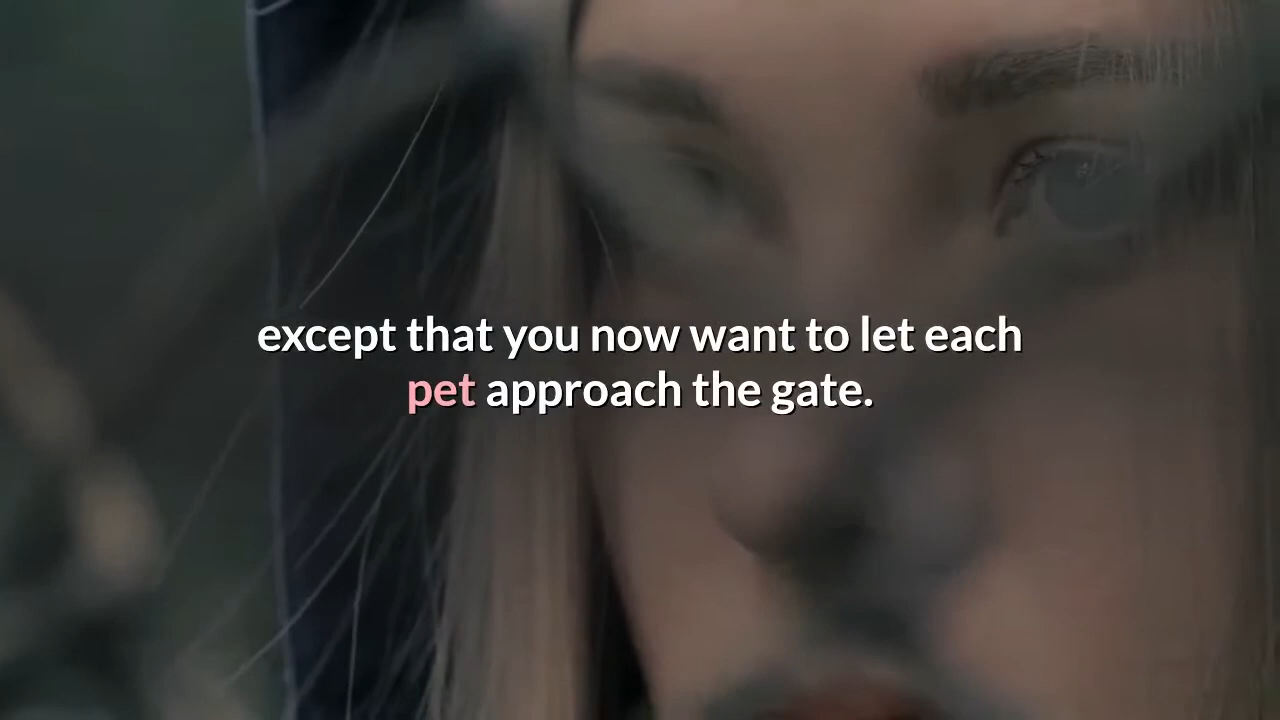 except that you now want to let each
pet approach the gate.